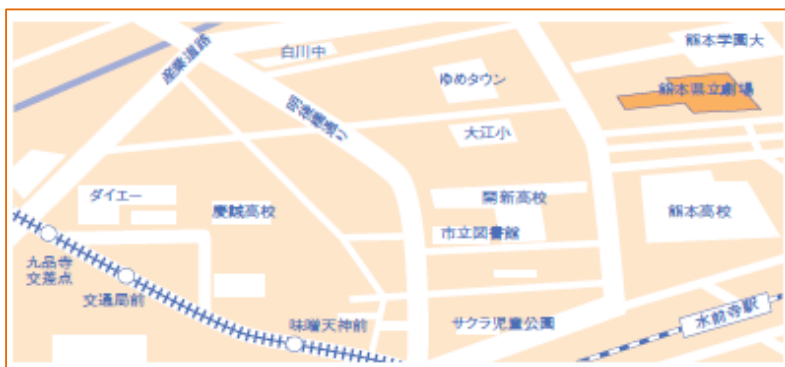 熊本学園大
白川中
産業道路
ゆめタウン
熊本県立劇場
明後橋通り
大江小
ダイエー
慶誠高校
開新高校
熊本高校
市立図書館
九品寺
交差点
交通局前
味噌天神前
サクラ児童公園
水前寺駅